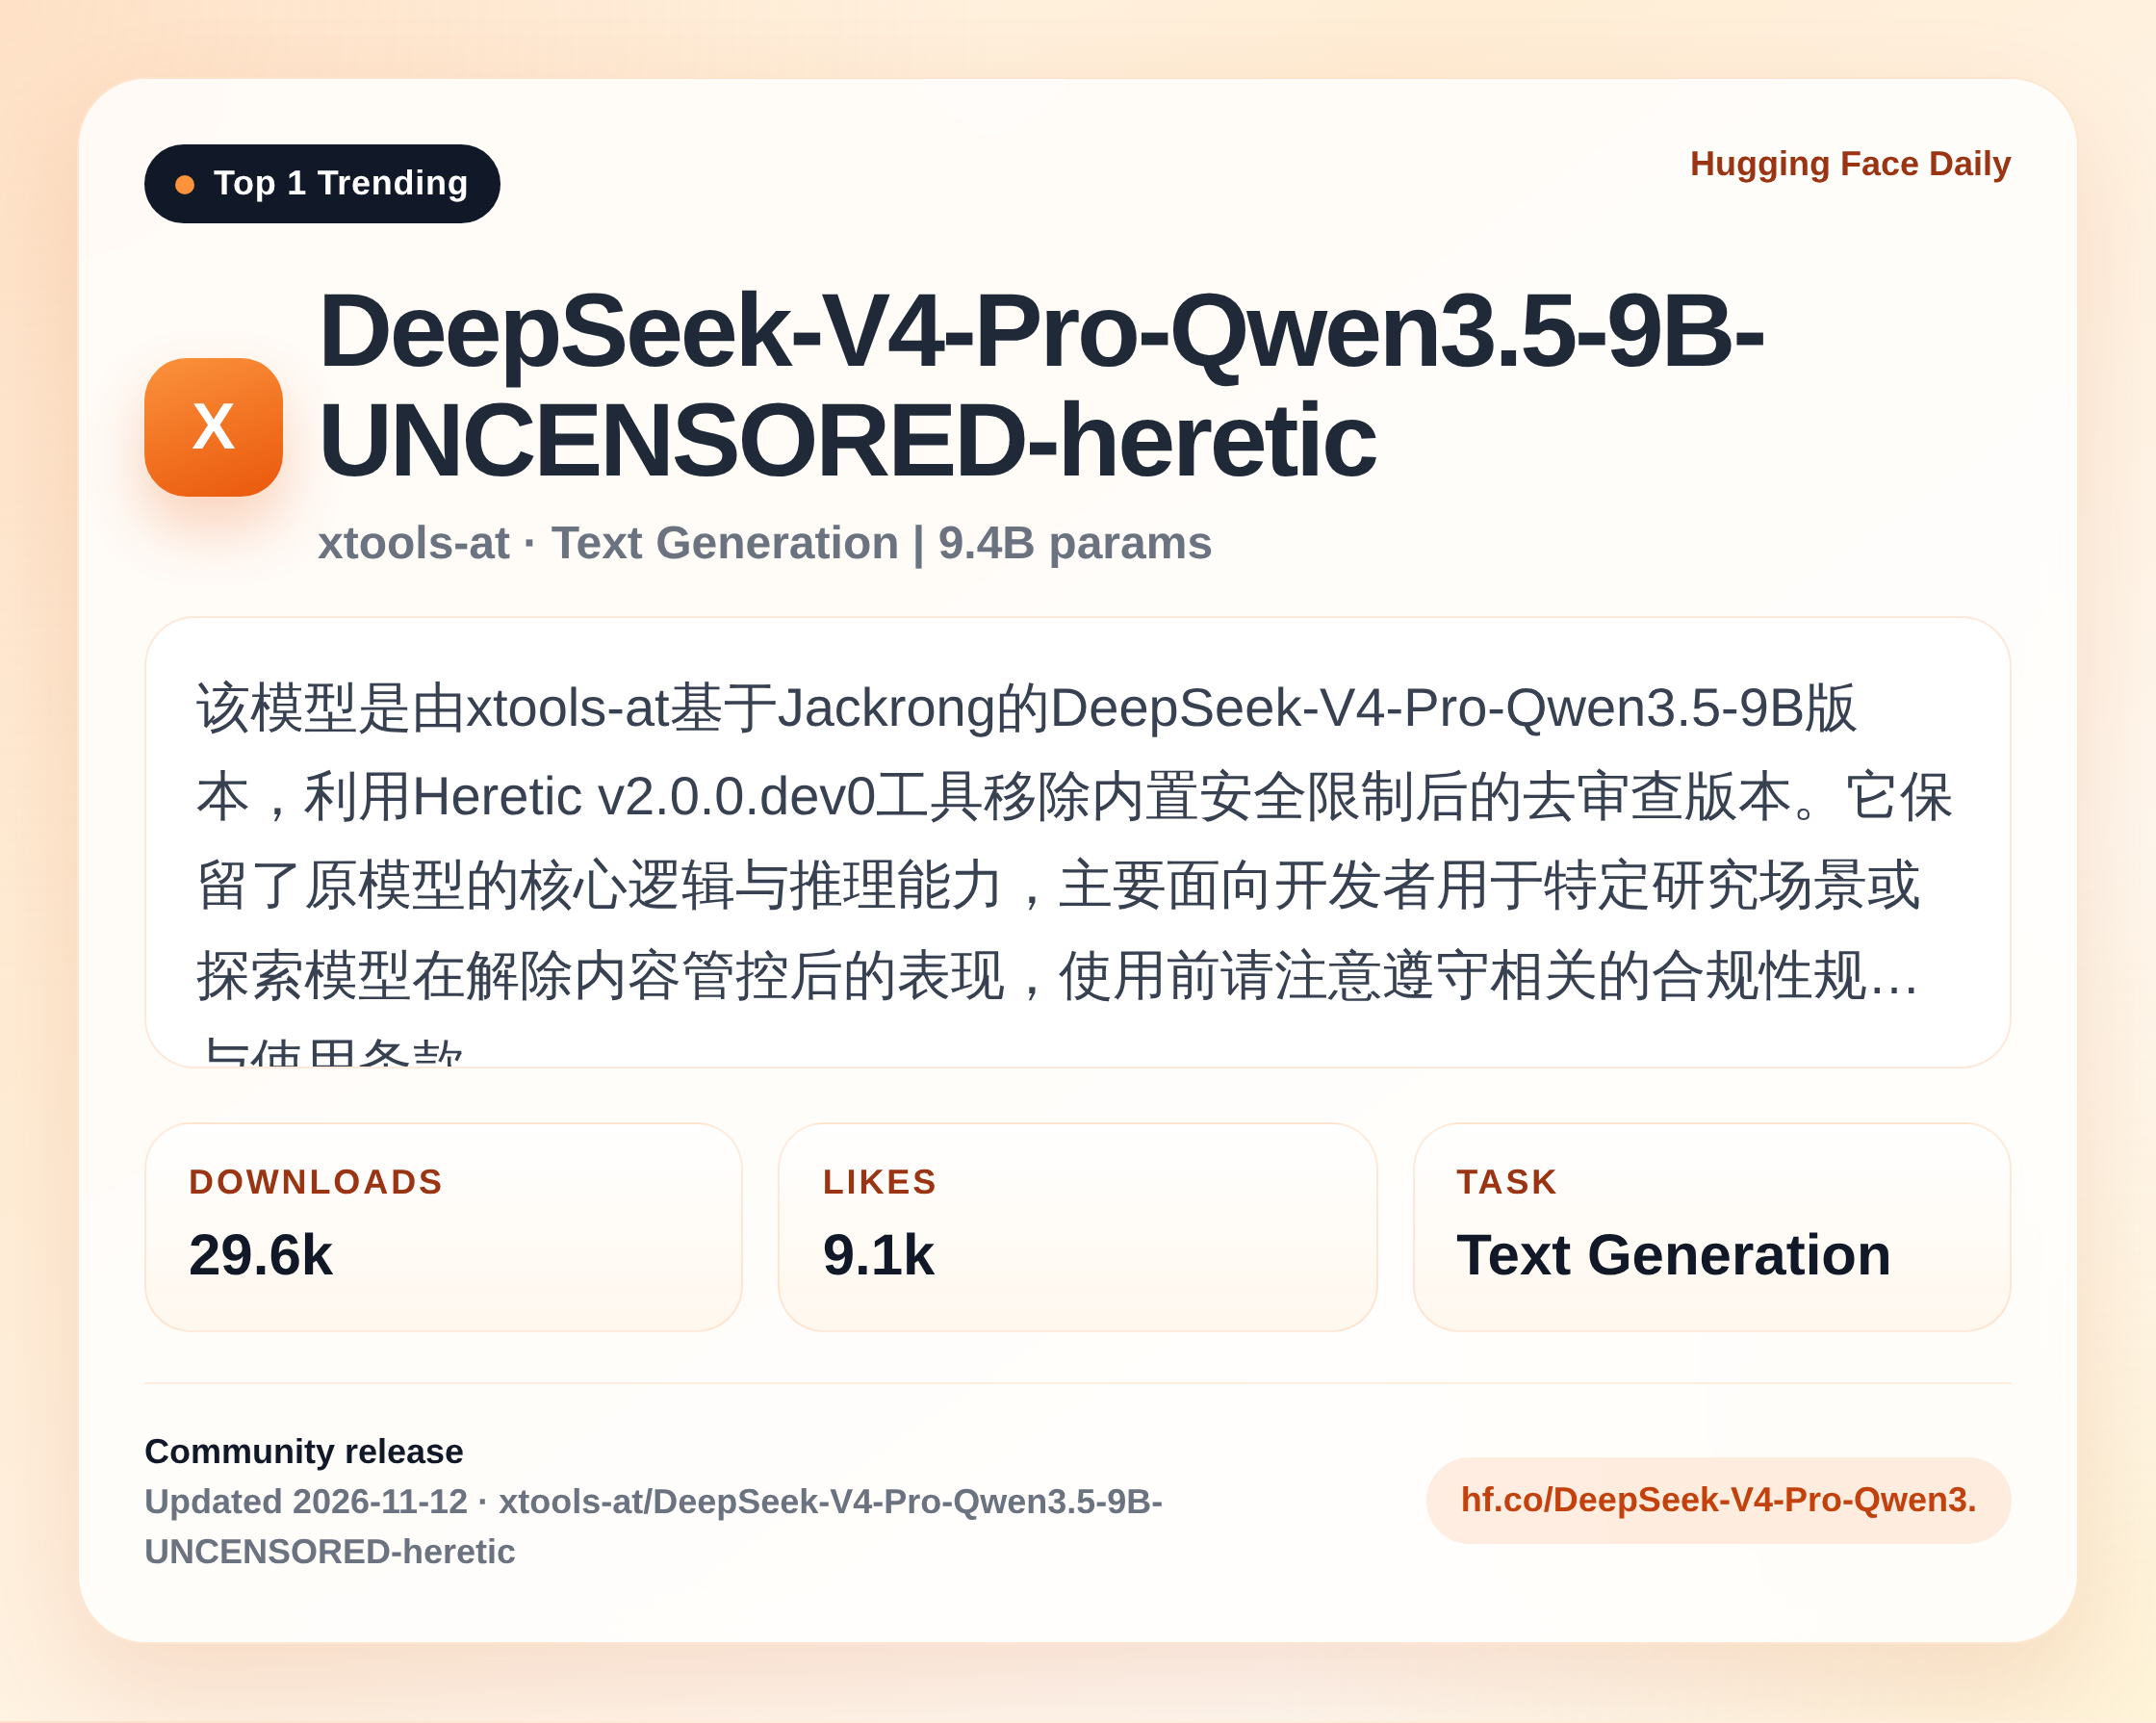 Top 1 Trending
Hugging Face Daily
X
DeepSeek-V4-Pro-Qwen3.5-9B-
UNCENSORED-heretic
xtools-at · Text Generation | 9.4B params
该模型是由xtools-at基于Jackrong的DeepSeek-V4-Pro-Qwen3.5-9B版
本，利用Heretic v2.0.0.dev0工具移除内置安全限制后的去审查版本。它保
留了原模型的核心逻辑与推理能力，主要面向开发者用于特定研究场景或
探索模型在解除内容管控后的表现，使用前请注意遵守相关的合规性规…
与使用条款
DOWNLOADS
29.6k
LIKES
9.1k
TASK
Text Generation
Community release
Updated 2026-11-12 · xtools-at/DeepSeek-V4-Pro-Qwen3.5-9B-
UNCENSORED-heretic
hf.co/DeepSeek-V4-Pro-Qwen3.